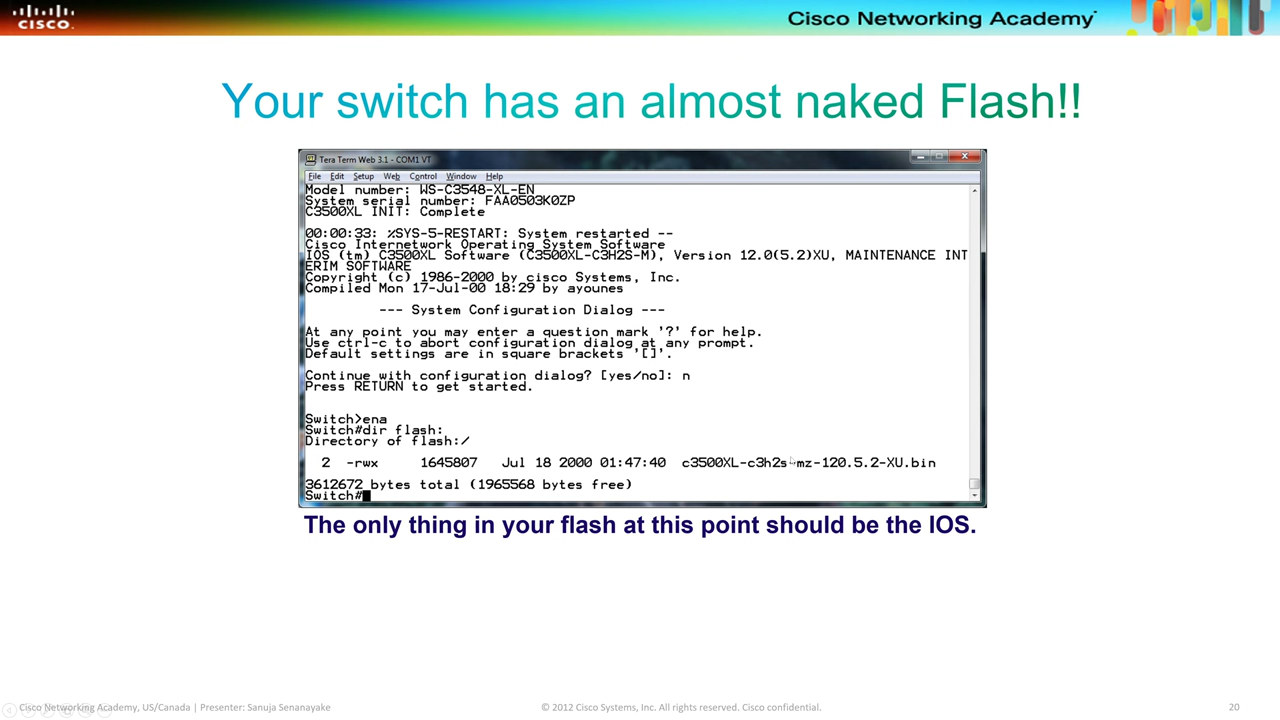 CISCO.
Cisco Networking Academy
Your switch has an almost naked Flash!!
Tera Term Web 3.1 - COM1 VT
File Edit Setup Web Control Window Help
Model number: WS-C3548-XL-EN
System serial number: FAA0503K0ZP
C3500XL INIT: Complete
00:00:33: %SYS-5-RESTART: System restarted --
Cisco Internetwork Operating System Software
IOS (tm) C3500XL Software (C3500XL-C3H2S-M), Version 12.0(5.2)XU, MAINTENANCE INT
ERIM SOFTWARE
Copyright (c) 1986-2000 by cisco Systems, Inc.
Compiled Mon 17-Jul-00 18:29 by ayounes
--- System Configuration Dialog ---
At any point you may enter a question mark '?' for help.
Use ctrl-c to abort configuration dialog at any prompt.
Default settings are in square brackets '[]'.
Continue with configuration dialog? [yes/no]: n
Press RETURN to get started.
Switch>ena
Switch#dir flash:
Directory of flash:/
2 -rwx 1645807 Jul 18 2000 01:47:40 c3500XL-c3h2s-mz-120.5.2-XU.bin
3612672 bytes total (1965568 bytes free)
Switch#
The only thing in your flash at this point should be the IOS.
Cisco Networking Academy, US/Canada | Presenter: Sanuja Senanayake
© 2012 Cisco Systems, Inc. Cisco confidential.
20